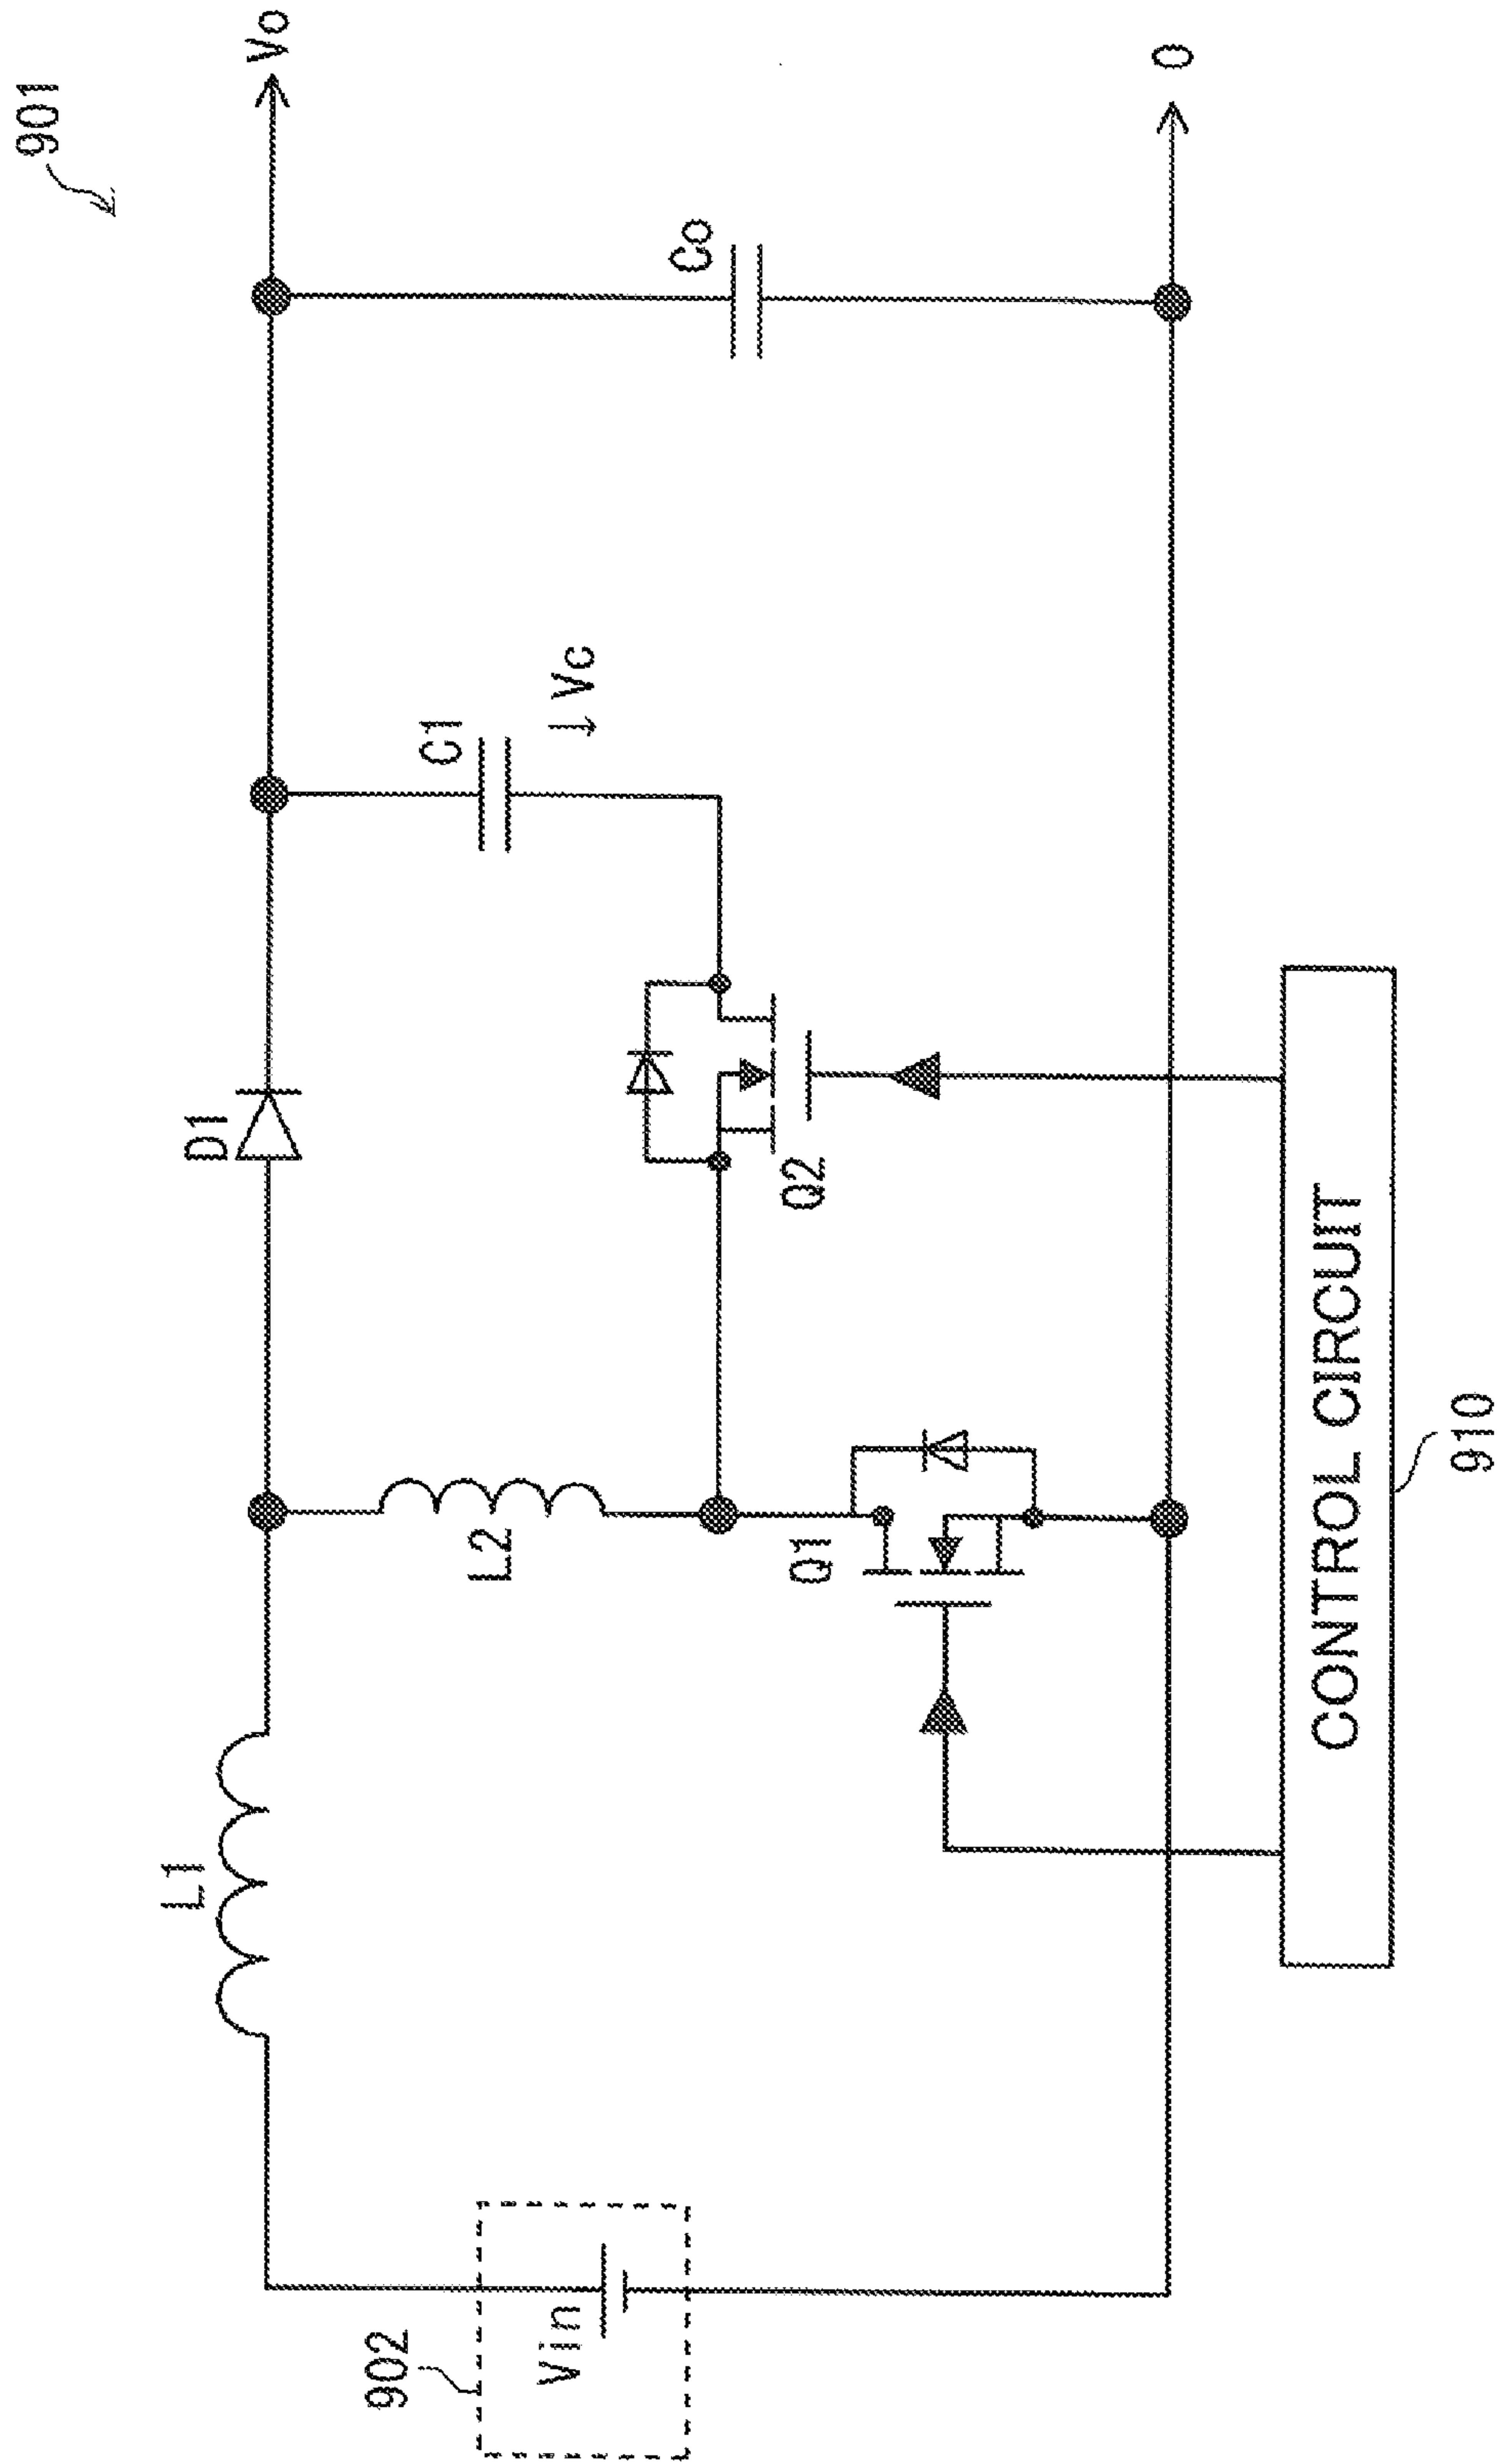 901
L1
D1
Vo
C1
↓Vc
Co
L2
Q2
902
Vin
Q1
0
CONTROL CIRCUIT
910